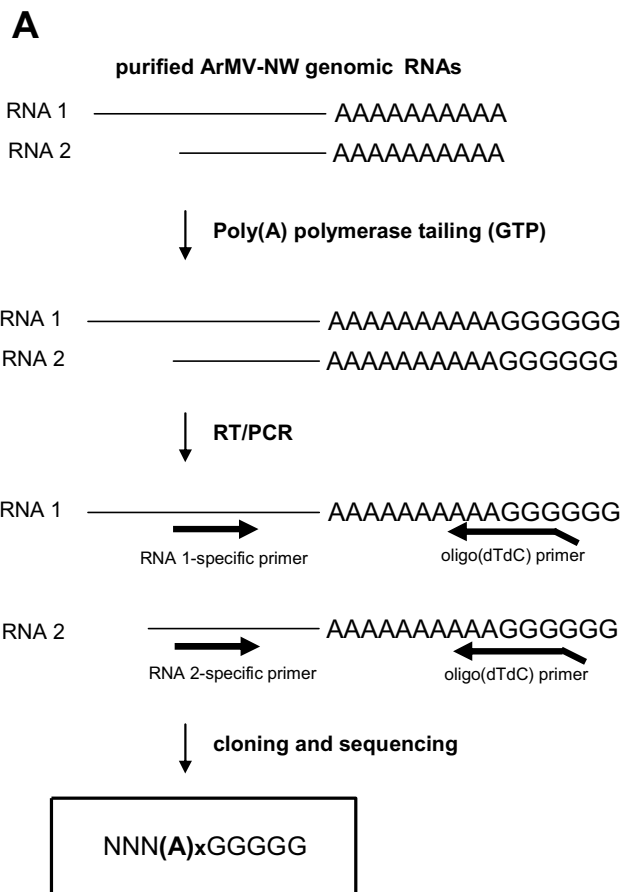 A
purified ArMV-NW genomic RNAs
RNA 1 AAAAAAAAAA
RNA 2 AAAAAAAAAA
Poly(A) polymerase tailing (GTP)
RNA 1 AAAAAAAAAAGGGGGG
RNA 2 AAAAAAAAAAGGGGGG
RT/PCR
RNA 1 AAAAAAAAAAGGGGGG
RNA 1-specific primer oligo(dTdC) primer
RNA 2 AAAAAAAAAAGGGGGG
RNA 2-specific primer oligo(dTdC) primer
cloning and sequencing
NNN(A)xGGGGG